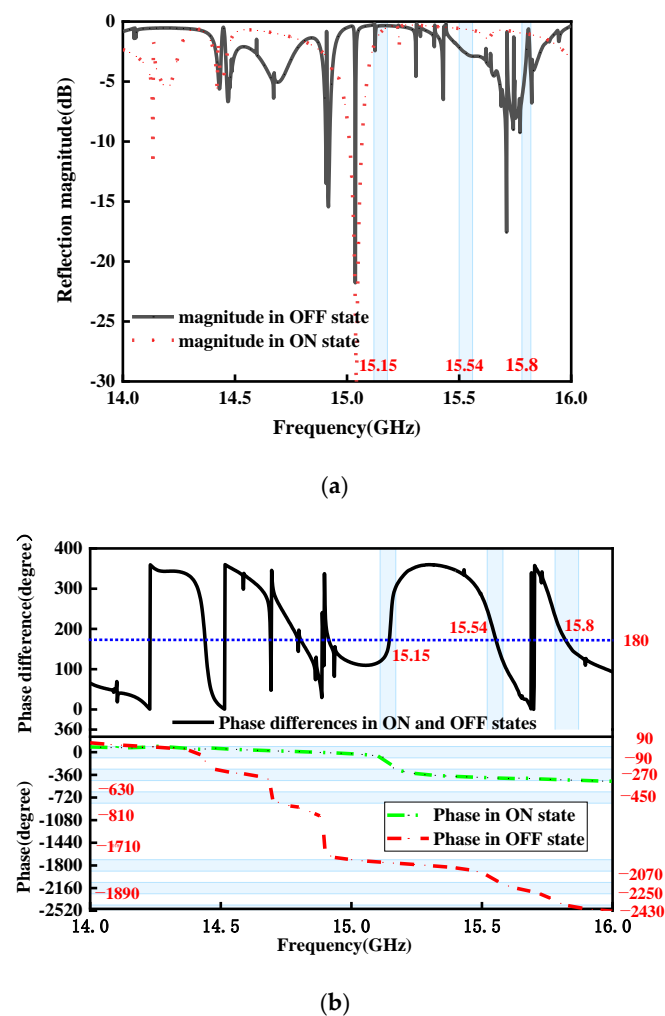 0
-5
-10
-15
-20
-25
-30
Reflection magnitude(dB)
magnitude in OFF state
magnitude in ON state
15.15 15.54 15.8
14.0 14.5 15.0 15.5 16.0
Frequency(GHz)
(a)
400
300
200
100
0
360
Phase difference(degree)
15.54 15.8
15.15
180
Phase differences in ON and OFF states
0
-360
-720
-1080
-1440
-1800
-2160
-2520
Phase(degree)
−630
−810
−1710
−1890
90
−90
−270
−450
−2070
−2250
−2430
Phase in ON state
Phase in OFF state
14.0 14.5 15.0 15.5 16.0
Frequency(GHz)
(b)